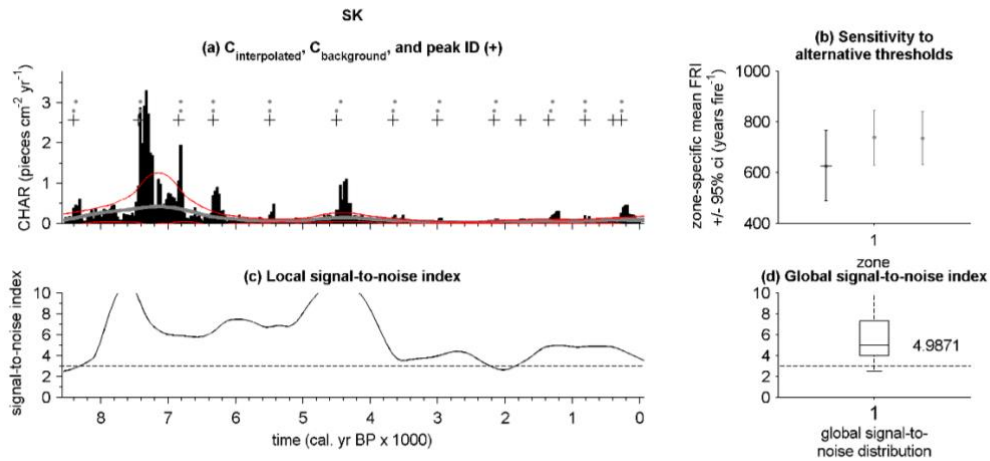 SK
(a) C interpolated, C background, and peak ID (+)
CHAR (pieces cm-2 yr-1)
3
2
1
0
(b) Sensitivity to
alternative thresholds
zone-specific mean FRI
+/- 95% ci (years fire-1)
1000
800
600
400
1
zone
(c) Local signal-to-noise index
signal-to-noise index
10
8
6
4
2
0
8 7 6 5 4 3 2 1 0
time (cal. yr BP x 1000)
(d) Global signal-to-noise index
10
8
6
4
2
0
4.9871
1
global signal-to-
noise distribution